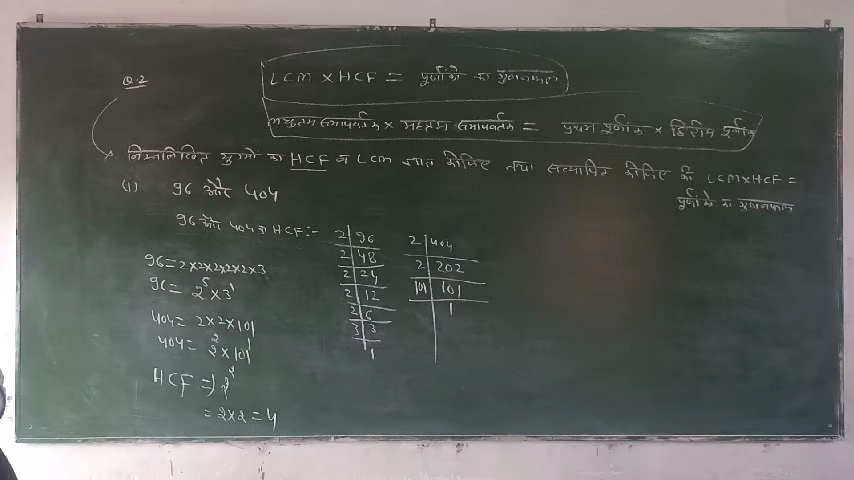 Q.2
LCM × HCF = पूर्णांको का गुणनफल
लघुतम समापवर्तक × महत्तम समापवर्तक = प्रथम पूर्णांक × द्वितीय पूर्णांक
निम्नलिखित युग्मो का HCF व LCM ज्ञात कीजिए तथा सत्यापित कीजिए कि LCM×HCF =
पूर्णांको का गुणनफल
(1) 96 और 404
96 और 404 का HCF:-
2 96
2 48
2 24
2 12
2 6
3 3
1
2 404
2 202
101 101
1
96 = 2×2×2×2×2×3
96 = 2⁵ × 3¹
404 = 2×2×101
404 = 2² × 101¹
HCF ⇒ 2²
= 2×2 = 4